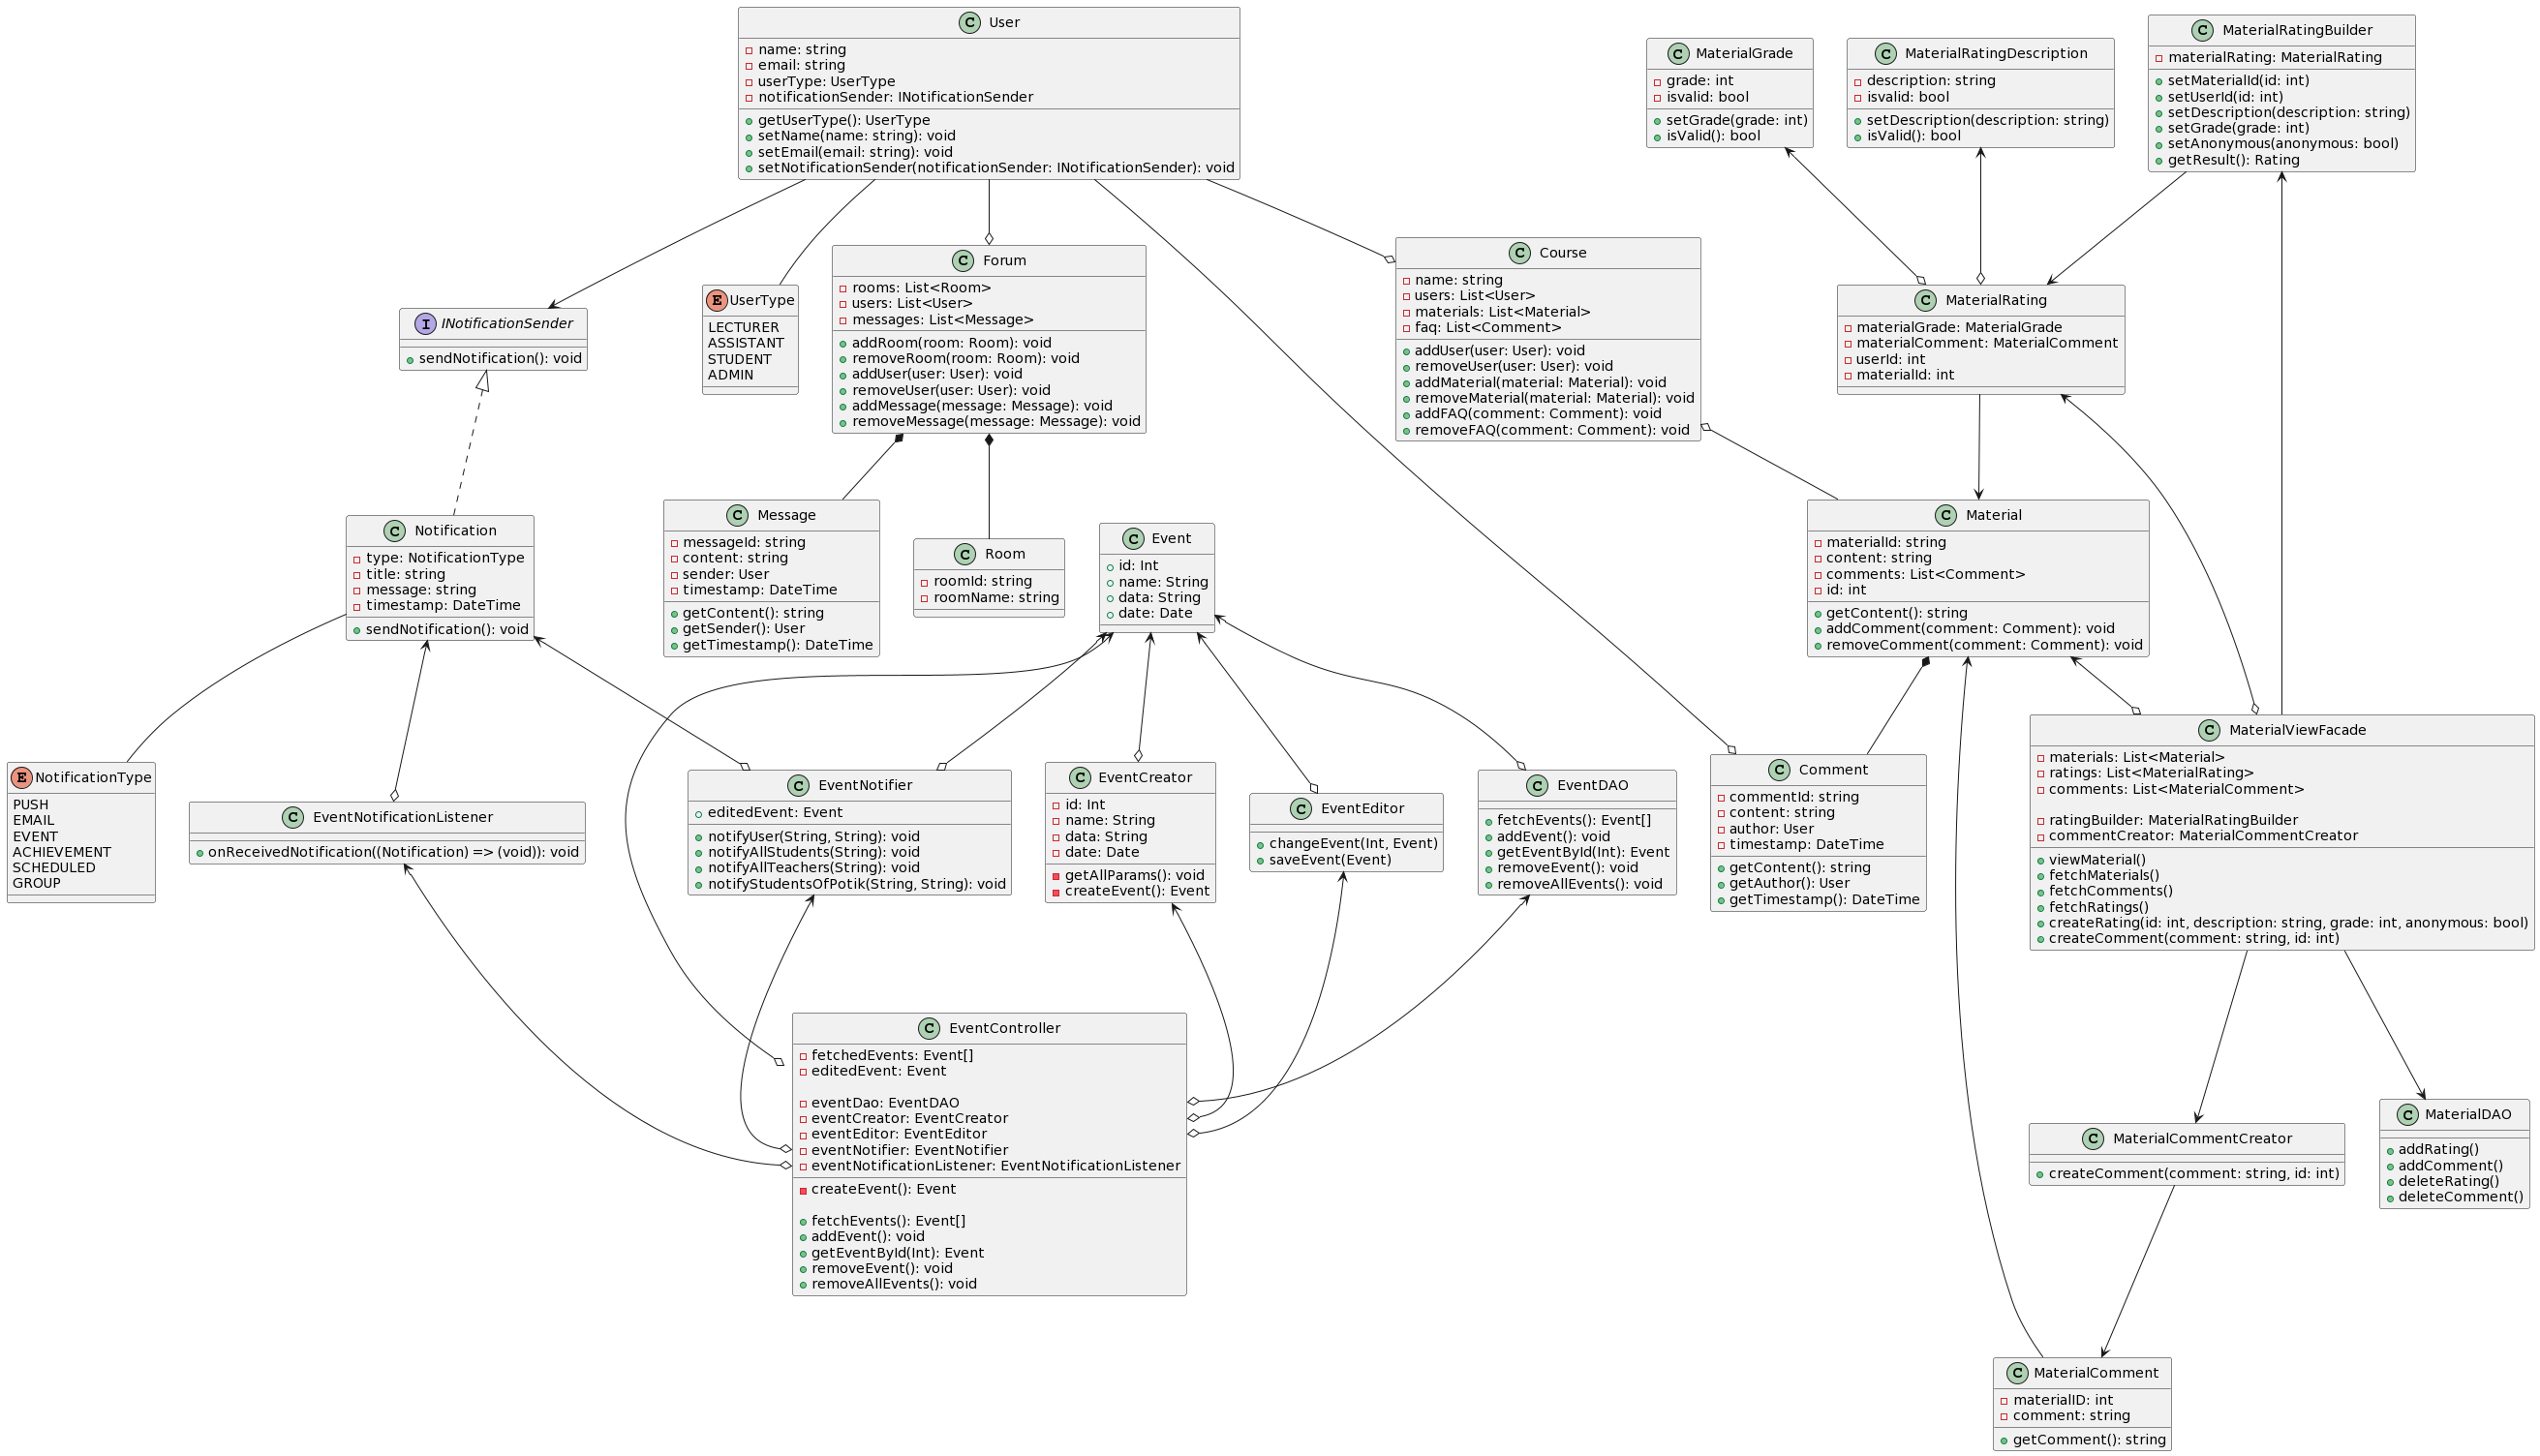 User
name: string
email: string
userType: UserType
notificationSender: INotificationSender
getUserType(): UserType
setName(name: string): void
setEmail(email: string): void
setNotificationSender(notificationSender: INotificationSender): void
MaterialGrade
grade: int
isvalid: bool
setGrade(grade: int)
isValid(): bool
MaterialRatingDescription
description: string
isvalid: bool
setDescription(description: string)
isValid(): bool
MaterialRatingBuilder
materialRating: MaterialRating
setMaterialId(id: int)
setUserId(id: int)
setDescription(description: string)
setGrade(grade: int)
setAnonymous(anonymous: bool)
getResult(): Rating
INotificationSender
sendNotification(): void
UserType
LECTURER
ASSISTANT
STUDENT
ADMIN
Forum
rooms: List<Room>
users: List<User>
messages: List<Message>
addRoom(room: Room): void
removeRoom(room: Room): void
addUser(user: User): void
removeUser(user: User): void
addMessage(message: Message): void
removeMessage(message: Message): void
Course
name: string
users: List<User>
materials: List<Material>
faq: List<Comment>
addUser(user: User): void
removeUser(user: User): void
addMaterial(material: Material): void
removeMaterial(material: Material): void
addFAQ(comment: Comment): void
removeFAQ(comment: Comment): void
MaterialRating
materialGrade: MaterialGrade
materialComment: MaterialComment
userId: int
materialId: int
Notification
type: NotificationType
title: string
message: string
timestamp: DateTime
sendNotification(): void
Message
messageId: string
content: string
sender: User
timestamp: DateTime
getContent(): string
getSender(): User
getTimestamp(): DateTime
Room
roomId: string
roomName: string
Event
id: Int
name: String
data: String
date: Date
Material
materialId: string
content: string
comments: List<Comment>
id: int
getContent(): string
addComment(comment: Comment): void
removeComment(comment: Comment): void
NotificationType
PUSH
EMAIL
EVENT
ACHIEVEMENT
SCHEDULED
GROUP
EventNotificationListener
onReceivedNotification((Notification) => (void)): void
EventNotifier
editedEvent: Event
notifyUser(String, String): void
notifyAllStudents(String): void
notifyAllTeachers(String): void
notifyStudentsOfPotik(String, String): void
EventCreator
id: Int
name: String
data: String
date: Date
getAllParams(): void
createEvent(): Event
EventEditor
changeEvent(Int, Event)
saveEvent(Event)
EventDAO
fetchEvents(): Event[]
addEvent(): void
getEventById(Int): Event
removeEvent(): void
removeAllEvents(): void
Comment
commentId: string
content: string
author: User
timestamp: DateTime
getContent(): string
getAuthor(): User
getTimestamp(): DateTime
MaterialViewFacade
materials: List<Material>
ratings: List<MaterialRating>
comments: List<MaterialComment>
ratingBuilder: MaterialRatingBuilder
commentCreator: MaterialCommentCreator
viewMaterial()
fetchMaterials()
fetchComments()
fetchRatings()
createRating(id: int, description: string, grade: int, anonymous: bool)
createComment(comment: string, id: int)
EventController
fetchedEvents: Event[]
editedEvent: Event
eventDao: EventDAO
eventCreator: EventCreator
eventEditor: EventEditor
eventNotifier: EventNotifier
eventNotificationListener: EventNotificationListener
createEvent(): Event
fetchEvents(): Event[]
addEvent(): void
getEventById(Int): Event
removeEvent(): void
removeAllEvents(): void
MaterialCommentCreator
createComment(comment: string, id: int)
MaterialDAO
addRating()
addComment()
deleteRating()
deleteComment()
MaterialComment
materialID: int
comment: string
getComment(): string